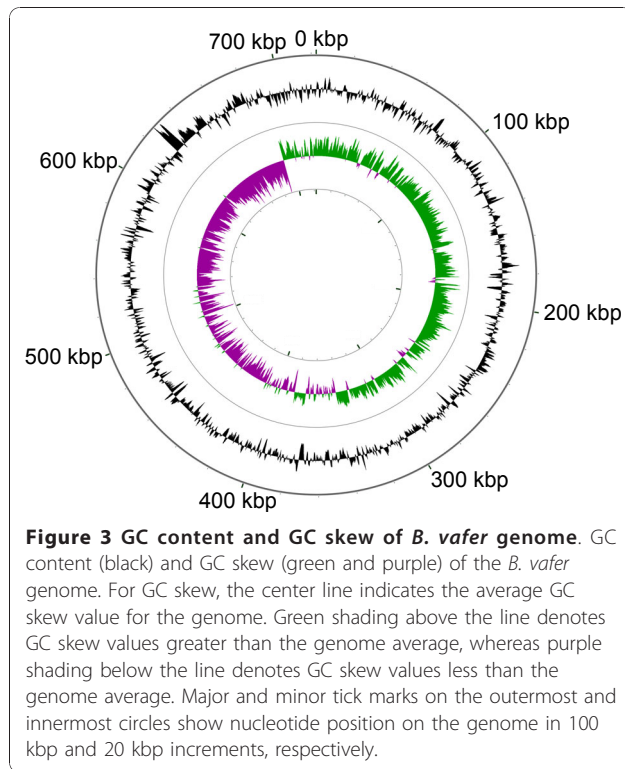 700 kbp 0 kbp
100 kbp
600 kbp
200 kbp
500 kbp
300 kbp
400 kbp
Figure 3 GC content and GC skew of B. vafer genome. GC
content (black) and GC skew (green and purple) of the B. vafer
genome. For GC skew, the center line indicates the average GC
skew value for the genome. Green shading above the line denotes
GC skew values greater than the genome average, whereas purple
shading below the line denotes GC skew values less than the
genome average. Major and minor tick marks on the outermost and
innermost circles show nucleotide position on the genome in 100
kbp and 20 kbp increments, respectively.